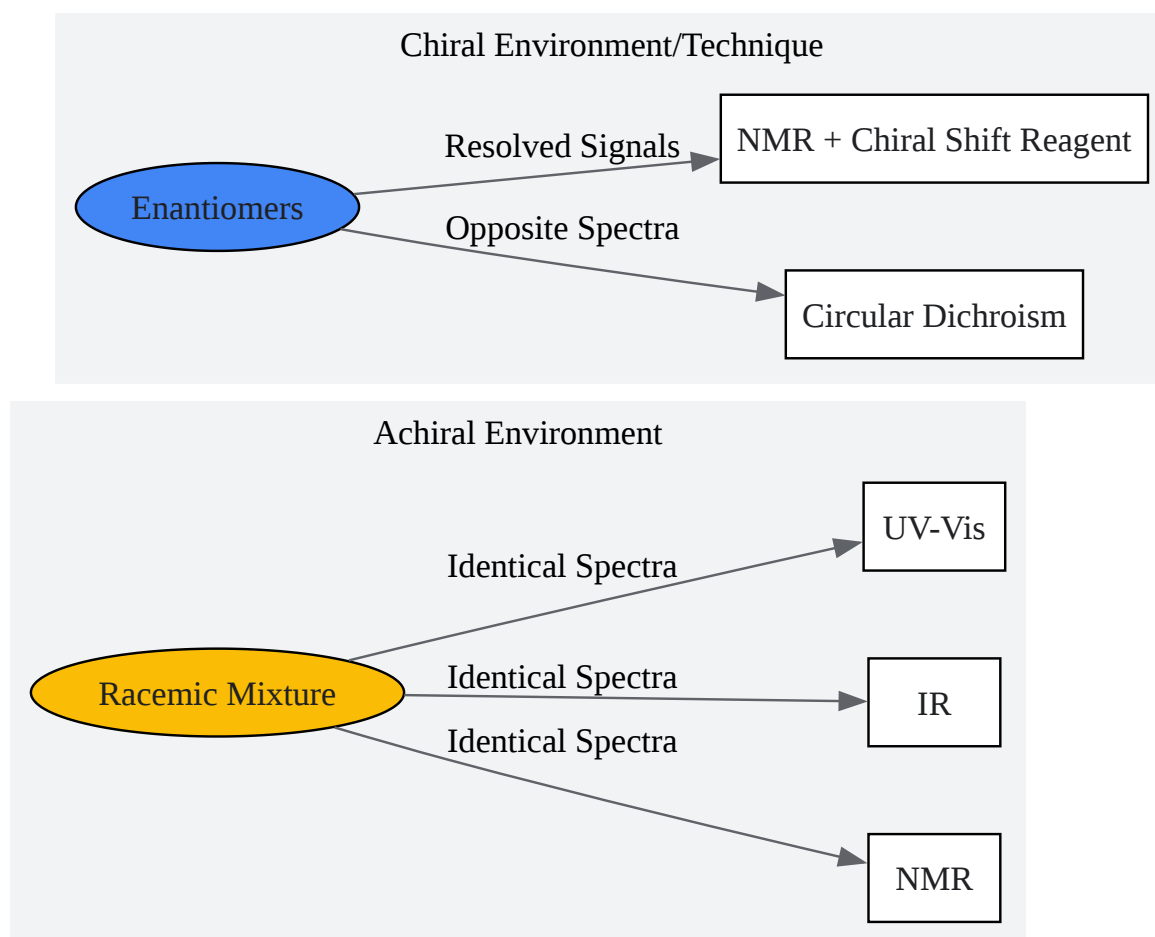 Chiral Environment/Technique
NMR + Chiral Shift Reagent
Resolved Signals
Enantiomers
Opposite Spectra
Circular Dichroism
Achiral Environment
UV-Vis
Identical Spectra
Identical Spectra
Racemic Mixture
IR
Identical Spectra
NMR